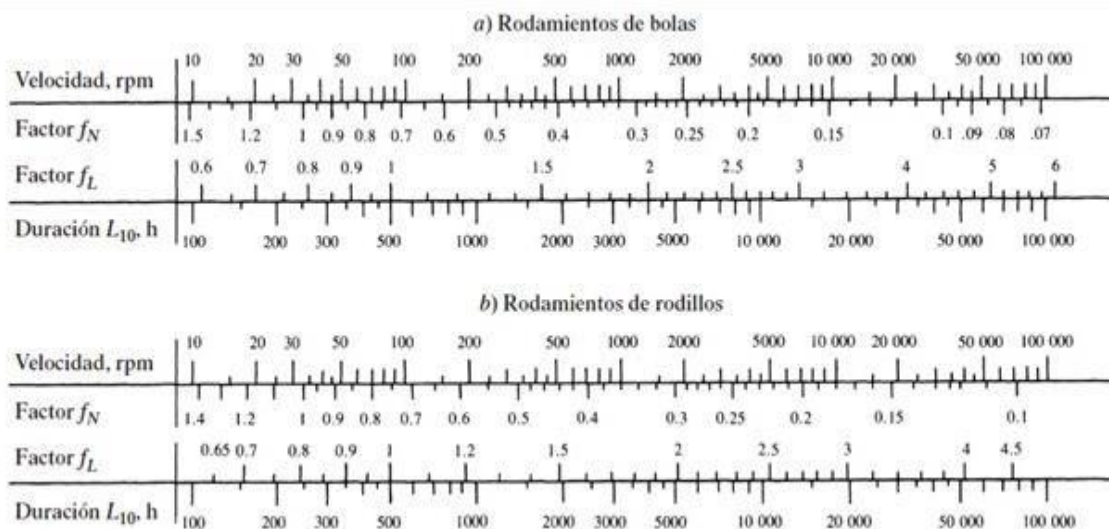 a) Rodamientos de bolas
10 20 30 50 100 200 500 1000 2000 5000 10 000 20 000 50 000 100 000
Velocidad, rpm
Factor fN
1.5 1.2 1 0.9 0.8 0.7 0.6 0.5 0.4 0.3 0.25 0.2 0.15 0.1 .09 .08 .07
0.6 0.7 0.8 0.9 1 1.5 2 2.5 3 4 5 6
Factor fL
Duración L10, h
100 200 300 500 1000 2000 3000 5000 10 000 20 000 50 000 100 000
b) Rodamientos de rodillos
10 20 30 50 100 200 500 1000 2000 5000 10 000 20 000 50 000 100 000
Velocidad, rpm
Factor fN
1.4 1.2 1 0.9 0.8 0.7 0.6 0.5 0.4 0.3 0.25 0.2 0.15 0.1
0.65 0.7 0.8 0.9 1 1.2 1.5 2 2.5 3 4 4.5
Factor fL
Duración L10, h
100 200 300 500 1000 2000 3000 5000 10 000 20 000 50 000 100 000